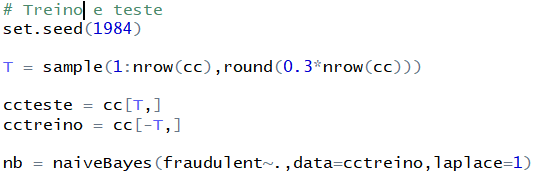 # Treino e teste
set.seed(1984)
T = sample(1:nrow(cc),round(0.3*nrow(cc)))
ccteste = cc[T,]
cctreino = cc[-T,]
nb = naiveBayes(fraudulent~.,data=cctreino,laplace=1)